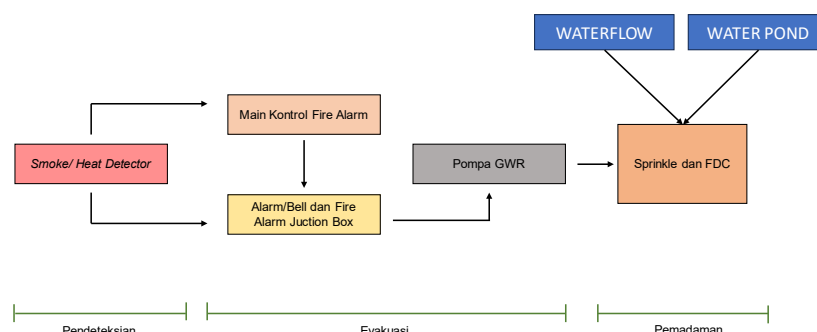 WATERFLOW
WATER POND
Main Kontrol Fire Alarm
Smoke/ Heat Detector
Pompa GWR
Sprinkle dan FDC
Alarm/Bell dan Fire
Alarm Juction Box
Pendeteksian
Evakuasi
Pemadaman